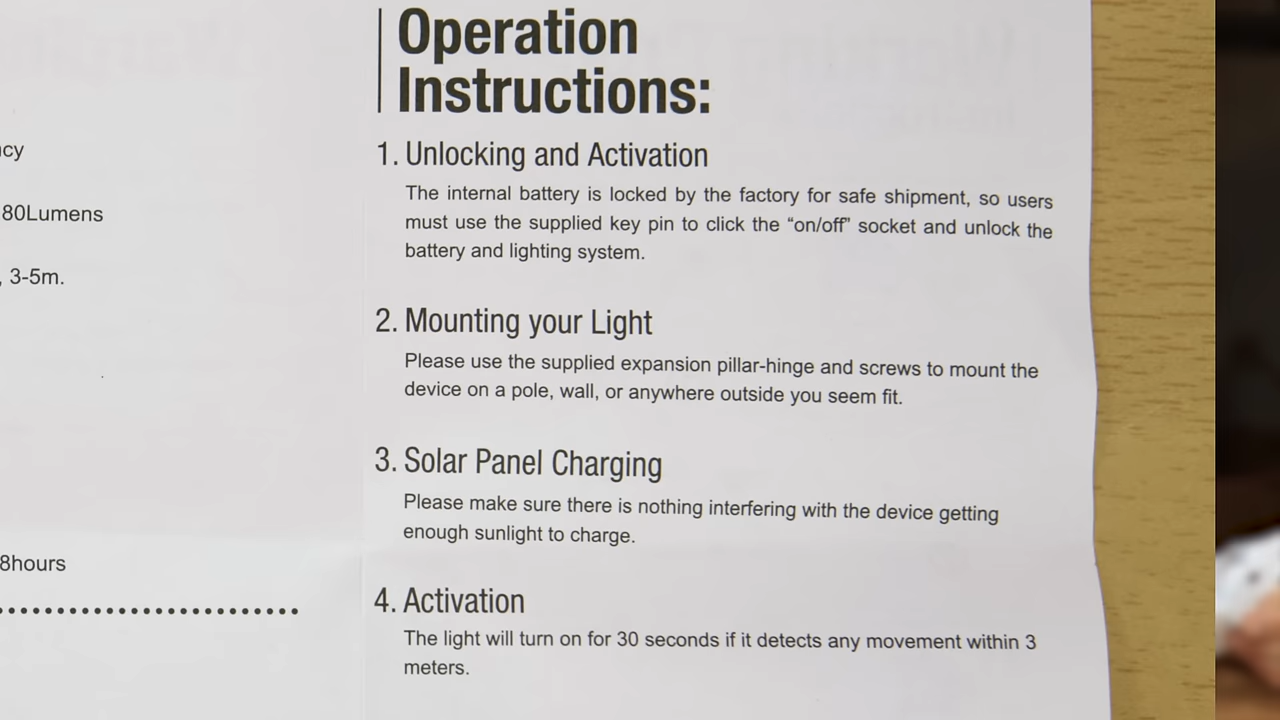 Operation
Instructions:
1. Unlocking and Activation
The internal battery is locked by the factory for safe shipment, so users
must use the supplied key pin to click the “on/off” socket and unlock the
battery and lighting system.
2. Mounting your Light
Please use the supplied expansion pillar-hinge and screws to mount the
device on a pole, wall, or anywhere outside you seem fit.
3. Solar Panel Charging
Please make sure there is nothing interfering with the device getting
enough sunlight to charge.
4. Activation
The light will turn on for 30 seconds if it detects any movement within 3
meters.
80Lumens
, 3-5m.
8hours